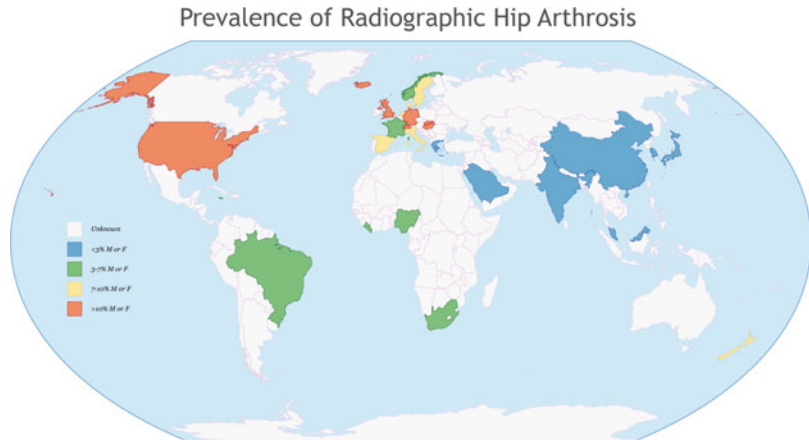 Prevalence of Radiographic Hip Arthrosis
Unknown
<3% M or F
3-7% M or F
7-10% M or F
>10% M or F